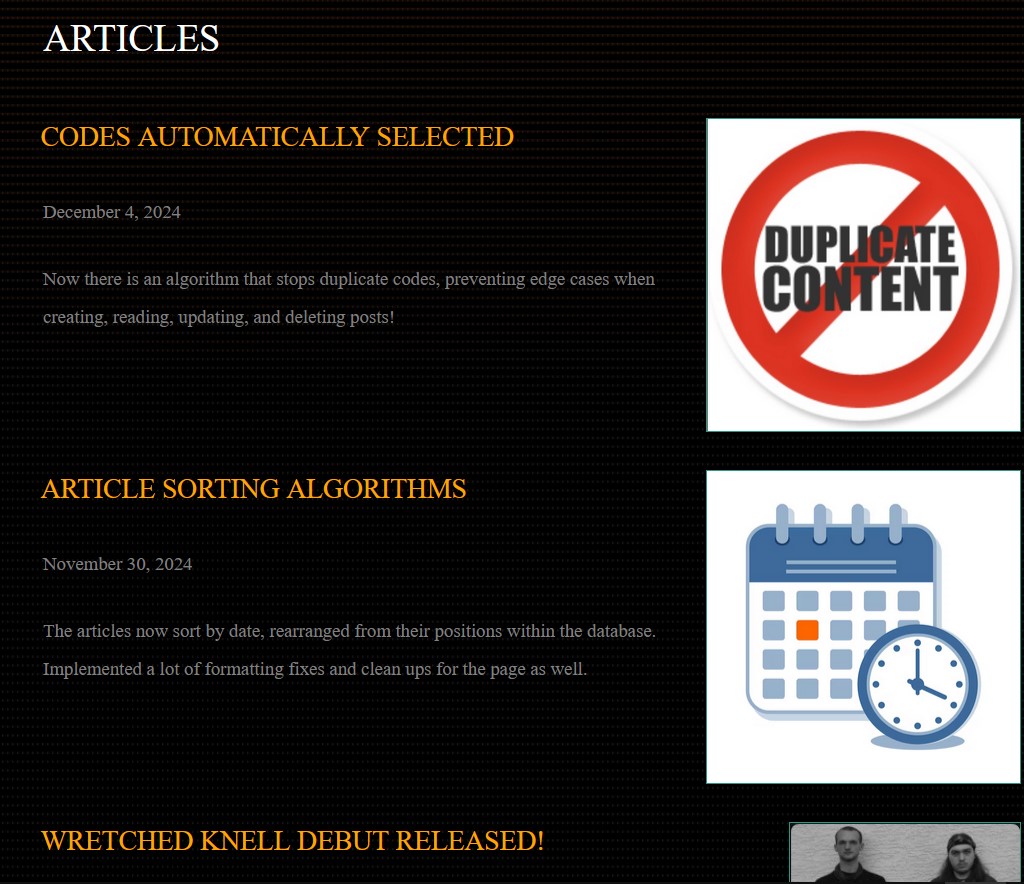 ARTICLES
CODES AUTOMATICALLY SELECTED
December 4, 2024
Now there is an algorithm that stops duplicate codes, preventing edge cases when
creating, reading, updating, and deleting posts!
DUPLICATE
CONTENT
ARTICLE SORTING ALGORITHMS
November 30, 2024
The articles now sort by date, rearranged from their positions within the database.
Implemented a lot of formatting fixes and clean ups for the page as well.
WRETCHED KNELL DEBUT RELEASED!